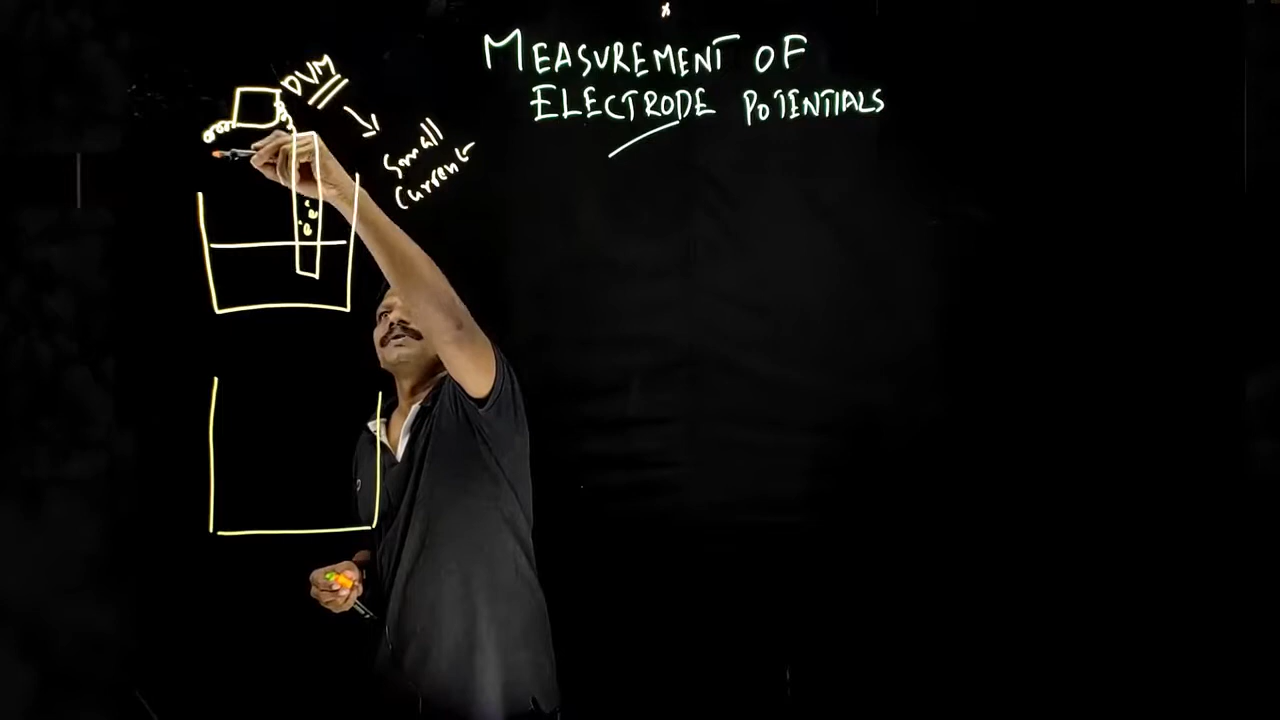 MEASUREMENT OF
ELECTRODE POTENTIALS
DVM
Small
Current